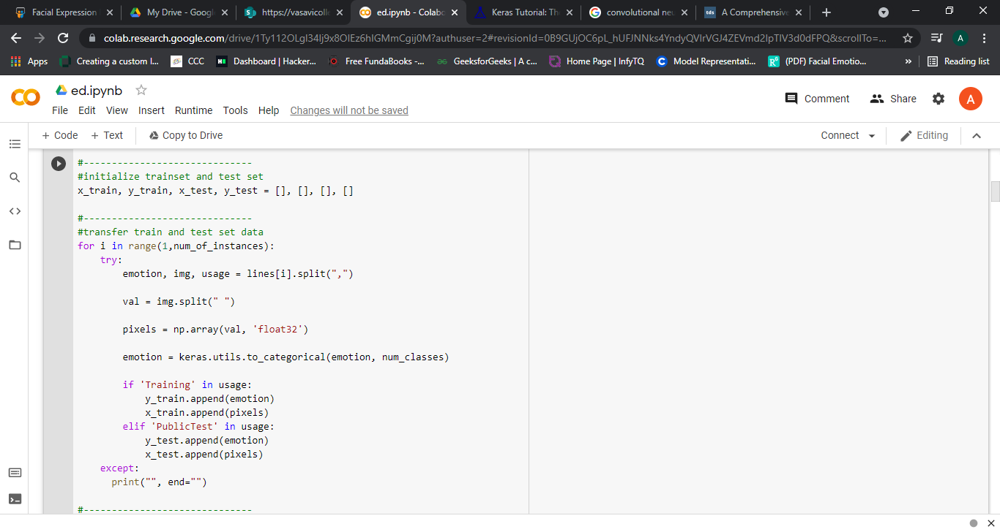 Facial Expression
My Drive - Googl
https://vasavicolle
ed.ipynb - Colabo
Keras Tutorial: Th
convolutional neu
A Comprehensive
colab.research.google.com/drive/1Ty112OLgI34Ij9x8OlEz6hIGMmCgij0M?authuser=2#revisionId=0B9GUjOC6pL_hUFJNNks4YndyQVIrVGJ4ZEVmd2IpTlV3d0dFPQ&scrollTo=...
Apps
Creating a custom I...
CCC
Dashboard | Hacker...
Free FundaBooks -...
GeeksforGeeks | A c...
Home Page | InfyTQ
Model Representati...
(PDF) Facial Emotio...
»
Reading list
ed.ipynb
Comment
Share
A
File Edit View Insert Runtime Tools Help Changes will not be saved
+ Code + Text Copy to Drive
Connect
Editing
#------------------------------
#initialize trainset and test set
x_train, y_train, x_test, y_test = [], [], [], []
#------------------------------
#transfer train and test set data
for i in range(1,num_of_instances):
try:
emotion, img, usage = lines[i].split(",")
val = img.split(" ")
pixels = np.array(val, 'float32')
emotion = keras.utils.to_categorical(emotion, num_classes)
if 'Training' in usage:
y_train.append(emotion)
x_train.append(pixels)
elif 'PublicTest' in usage:
y_test.append(emotion)
x_test.append(pixels)
except:
print("", end="")
#------------------------------